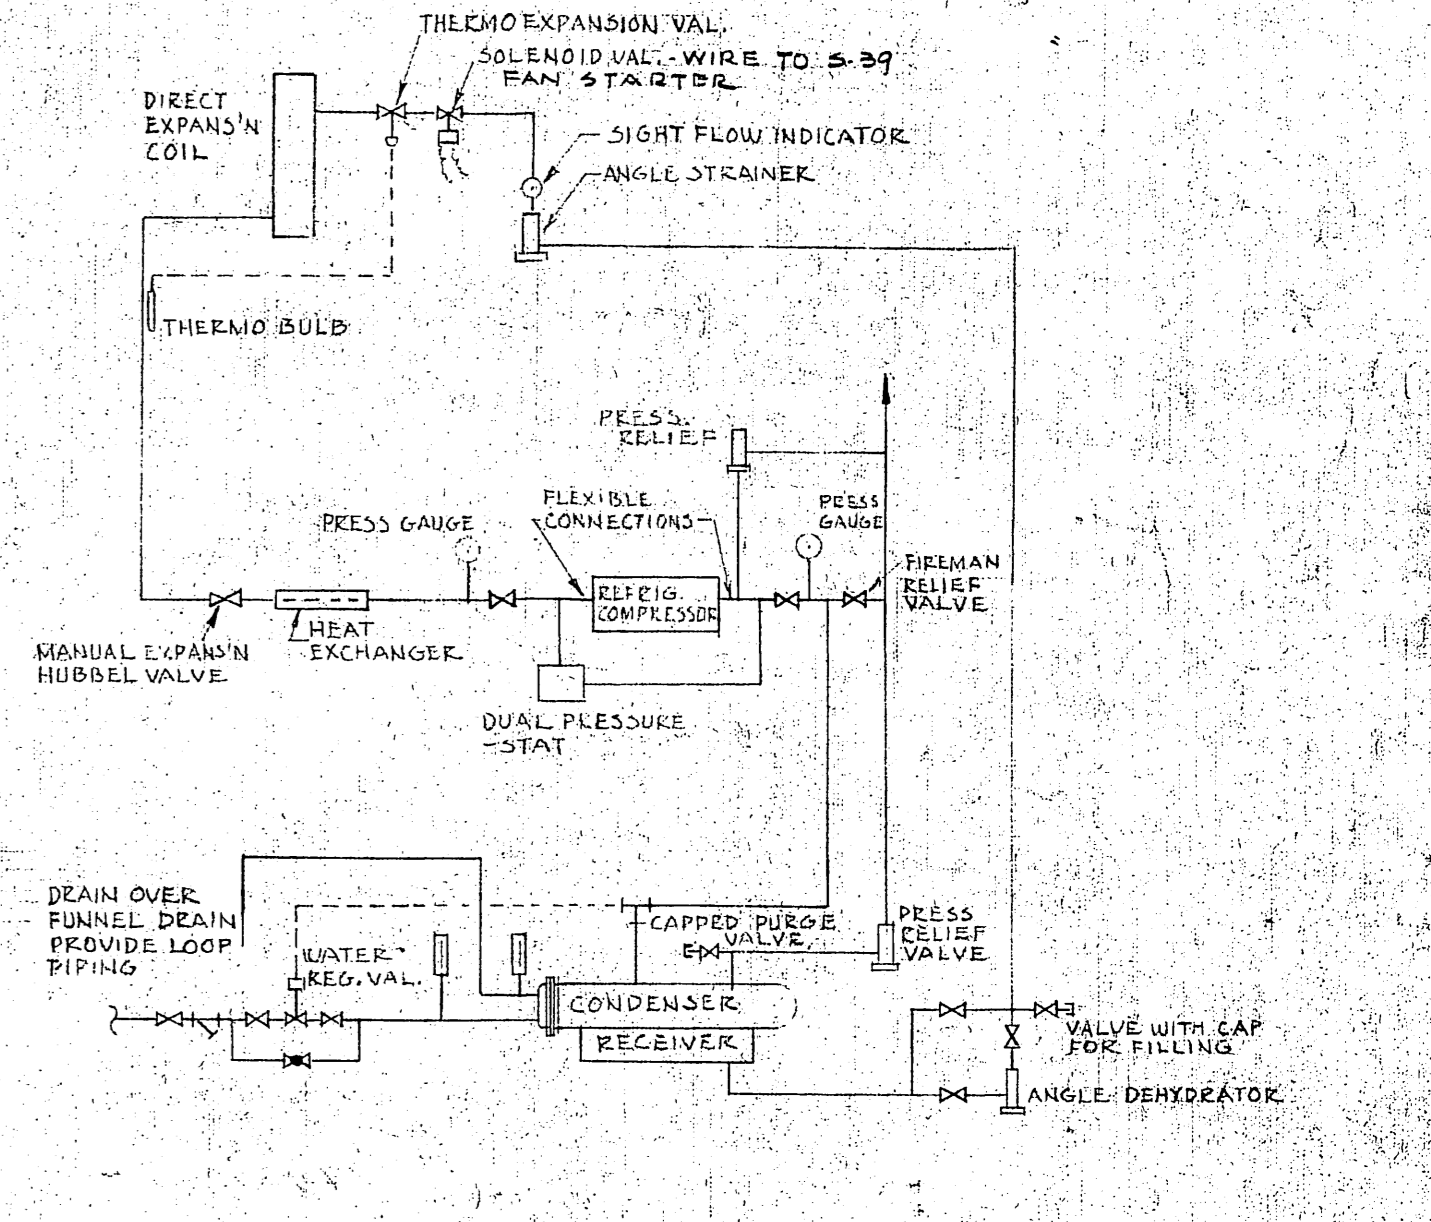 THERMO EXPANSION VAL.
SOLENOID VAL. - WIRE TO S-39
FAN STARTER
DIRECT
EXPANS'N
COIL
SIGHT FLOW INDICATOR
ANGLE STRAINER
THERMO BULB
PRESS.
RELIEF
FLEXIBLE
CONNECTIONS
PRESS GAUGE
PRESS
GAUGE
FIREMAN
RELIEF
VALVE
REFRIG.
COMPRESSOR
HEAT
EXCHANGER
MANUAL EXPANS'N
HUBBEL VALVE
DUAL PRESSURE
-STAT
DRAIN OVER
FUNNEL DRAIN
PROVIDE LOOP
PIPING
WATER
REG. VAL.
CAPPED PURGE
VALVE
PRESS
RELIEF
VALVE
CONDENSER
RECEIVER
VALVE WITH CAP
FOR FILLING
ANGLE DEHYDRATOR